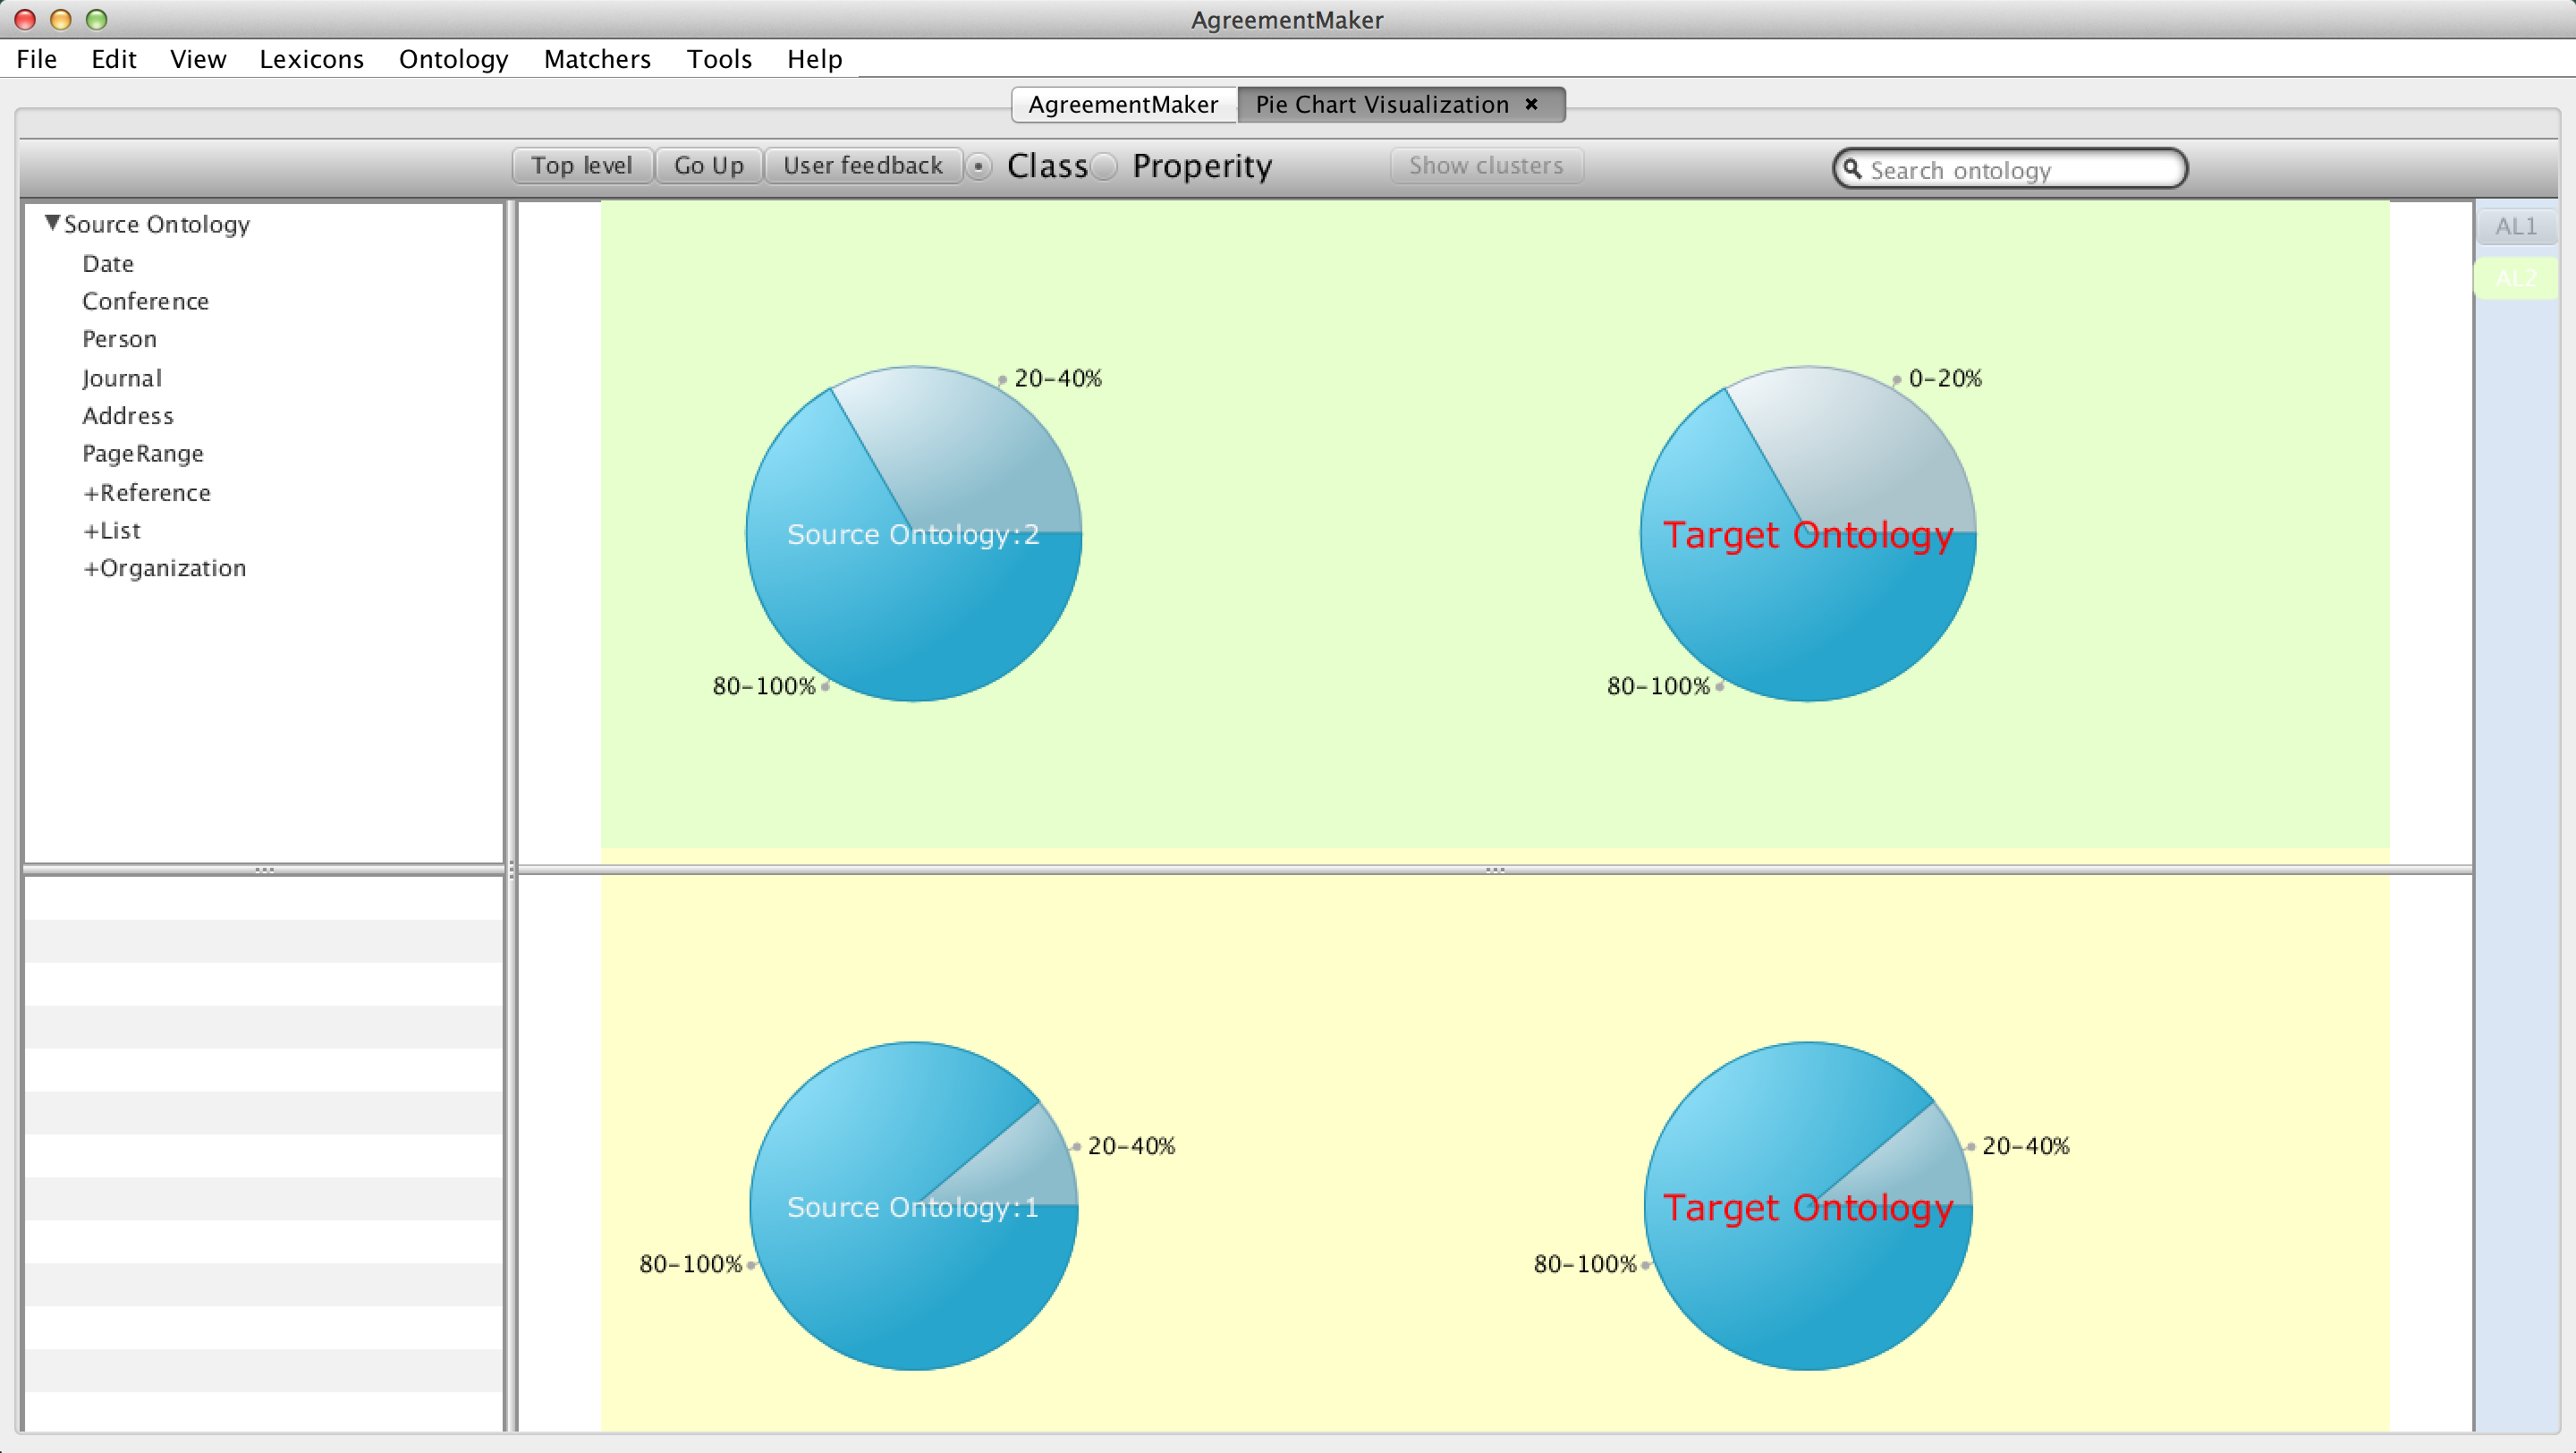 AgreementMaker
File Edit View Lexicons Ontology Matchers Tools Help
AgreementMaker Pie Chart Visualization ×
Top level Go Up User feedback Class Properity Show clusters Search ontology
▼Source Ontology
Date
Conference
Person
Journal
Address
PageRange
+Reference
+List
+Organization
20-40%
Source Ontology:2
80-100%
0-20%
Target Ontology
80-100%
AL1
AL2
20-40%
Source Ontology:1
80-100%
20-40%
Target Ontology
80-100%